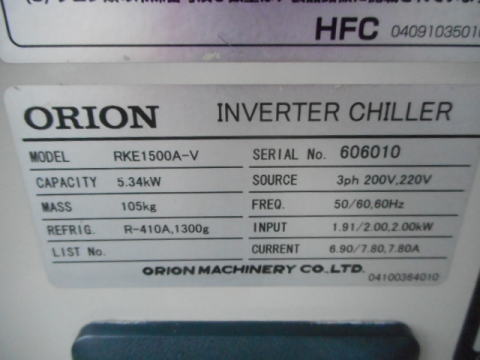 HFC 04091035010
ORION INVERTER CHILLER
MODEL RKE1500A-V SERIAL No. 606010
CAPACITY 5.34kW SOURCE 3ph 200V,220V
MASS 105kg FREQ. 50/60,60Hz
REFRIG. R-410A,1300g INPUT 1.91/2.00,2.00kW
LIST No. CURRENT 6.90/7.80,7.80A
ORION MACHINERY CO.,LTD. 04100364010